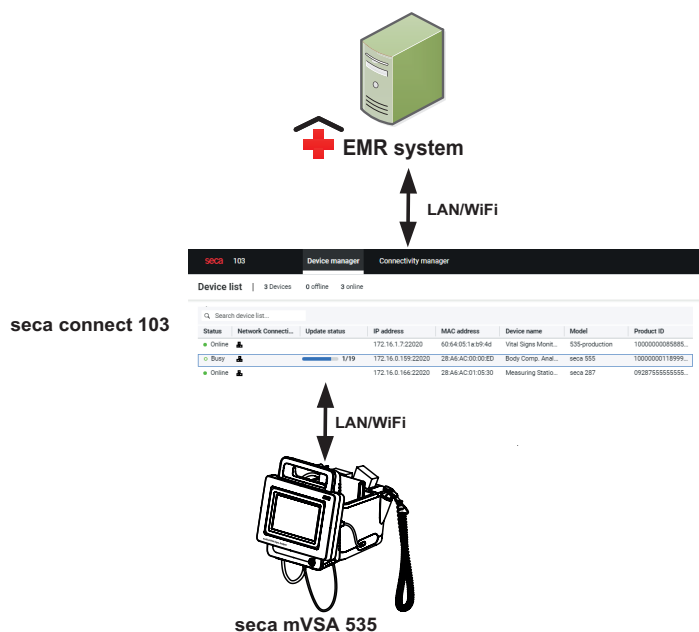 EMR system
LAN/WiFi
seca 103 Device manager Connectivity manager
Device list | 3 Devices 0 offline 3 online
Search device list...
seca connect 103
Status Network Connecti... Update status IP address MAC address Device name Model Product ID
Online 172.16.1.7:22020 60:64:05:1a:b9:4d Vital Signs Monit... 535-production 10000000085885...
Busy 1/19 172.16.0.159:22020 28:A6:AC:00:00:ED Body Comp. Anal... seca 555 10000000118999...
Online 172.16.0.166:22020 28:A6:AC:01:05:30 Measuring Statio... seca 287 09287555555555...
LAN/WiFi
seca mVSA 535